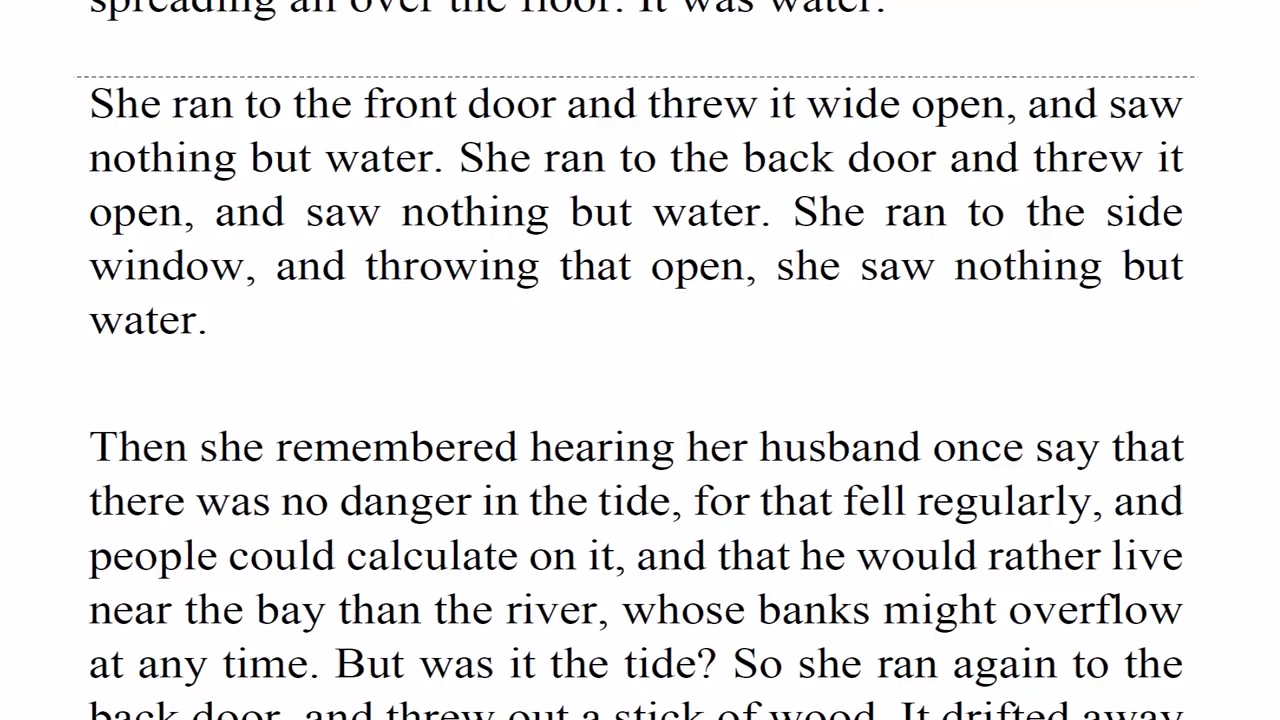 spreading all over the floor. It was water.
She ran to the front door and threw it wide open, and saw
nothing but water. She ran to the back door and threw it
open, and saw nothing but water. She ran to the side
window, and throwing that open, she saw nothing but
water.
Then she remembered hearing her husband once say that
there was no danger in the tide, for that fell regularly, and
people could calculate on it, and that he would rather live
near the bay than the river, whose banks might overflow
at any time. But was it the tide? So she ran again to the
back door, and threw out a stick of wood. It drifted away